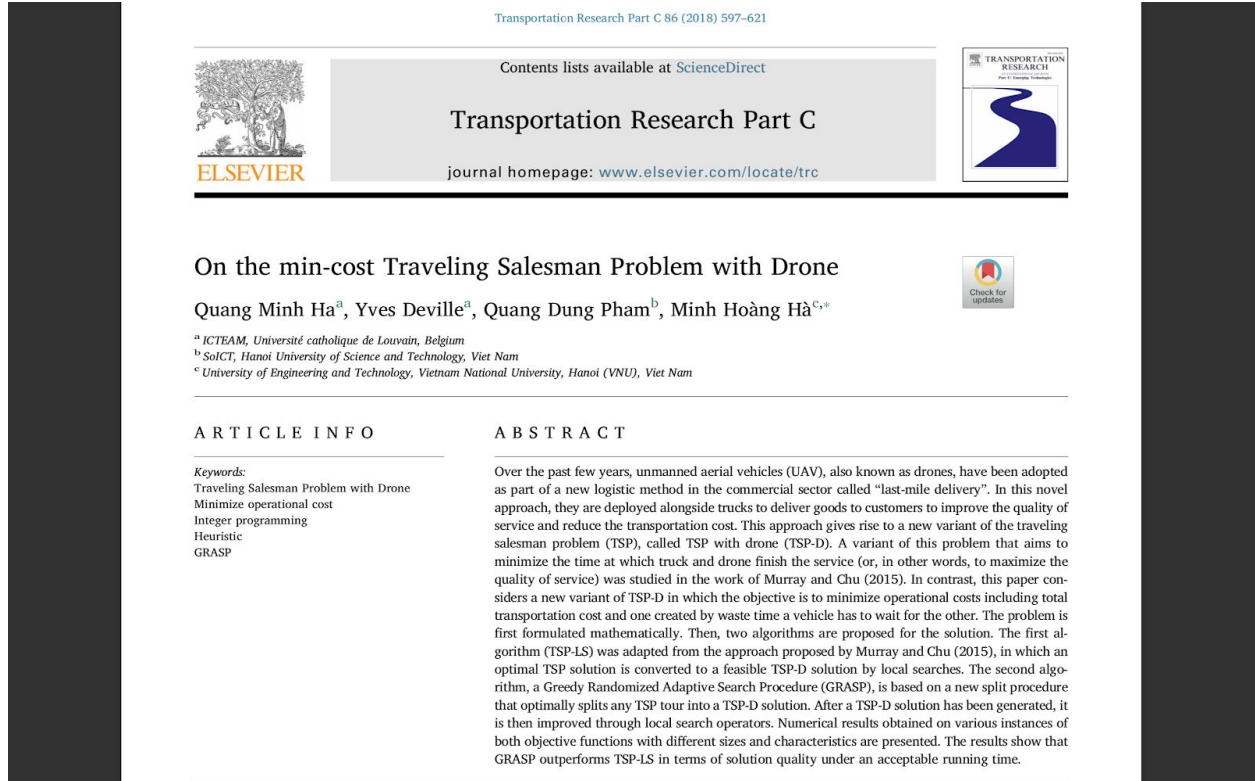 Transportation Research Part C 86 (2018) 597–621
Contents lists available at ScienceDirect
Transportation Research Part C
journal homepage: www.elsevier.com/locate/trc
ELSEVIER
TRANSPORTATION
RESEARCH
Part C: Emerging Technologies
On the min-cost Traveling Salesman Problem with Drone
Check for
updates
Quang Minh Haa, Yves Devillea, Quang Dung Phamb, Minh Hoàng Hàc,*
a ICTEAM, Université catholique de Louvain, Belgium
b SoICT, Hanoi University of Science and Technology, Viet Nam
c University of Engineering and Technology, Vietnam National University, Hanoi (VNU), Viet Nam
ARTICLE INFO
Keywords:
Traveling Salesman Problem with Drone
Minimize operational cost
Integer programming
Heuristic
GRASP
ABSTRACT
Over the past few years, unmanned aerial vehicles (UAV), also known as drones, have been adopted
as part of a new logistic method in the commercial sector called “last-mile delivery”. In this novel
approach, they are deployed alongside trucks to deliver goods to customers to improve the quality of
service and reduce the transportation cost. This approach gives rise to a new variant of the traveling
salesman problem (TSP), called TSP with drone (TSP-D). A variant of this problem that aims to
minimize the time at which truck and drone finish the service (or, in other words, to maximize the
quality of service) was studied in the work of Murray and Chu (2015). In contrast, this paper con-
siders a new variant of TSP-D in which the objective is to minimize operational costs including total
transportation cost and one created by waste time a vehicle has to wait for the other. The problem is
first formulated mathematically. Then, two algorithms are proposed for the solution. The first al-
gorithm (TSP-LS) was adapted from the approach proposed by Murray and Chu (2015), in which an
optimal TSP solution is converted to a feasible TSP-D solution by local searches. The second algo-
rithm, a Greedy Randomized Adaptive Search Procedure (GRASP), is based on a new split procedure
that optimally splits any TSP tour into a TSP-D solution. After a TSP-D solution has been generated, it
is then improved through local search operators. Numerical results obtained on various instances of
both objective functions with different sizes and characteristics are presented. The results show that
GRASP outperforms TSP-LS in terms of solution quality under an acceptable running time.